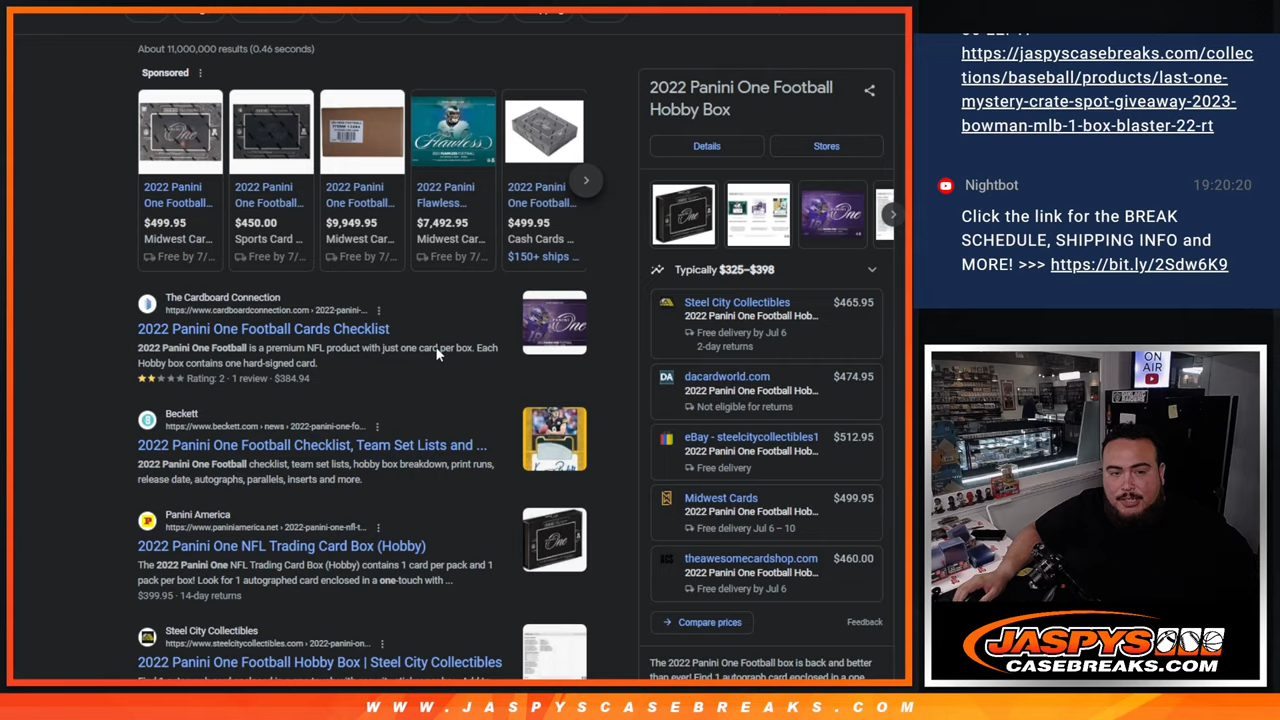 About 11,000,000 results (0.46 seconds)
Sponsored
2022 Panini One Football...
$499.95
Midwest Car...
Free by 7/...
2022 Panini One Football...
$450.00
Sports Card ...
Free by 7/...
2022 Panini One Football...
$9,949.95
Midwest Car...
Free by 7/...
2022 Panini Flawless...
$7,492.95
Midwest Car...
Free by 7/...
2022 Panini One Football...
$499.95
Cash Cards ...
$150+ ships ...
The Cardboard Connection
https://www.cardboardconnection.com › 2022-panini-...
2022 Panini One Football Cards Checklist
2022 Panini One Football is a premium NFL product with just one card per box. Each
Hobby box contains one hard-signed card.
Rating: 2 · 1 review · $384.94
Beckett
https://www.beckett.com › news › 2022-panini-one-fo...
2022 Panini One Football Checklist, Team Set Lists and ...
2022 Panini One Football checklist, team set lists, hobby box breakdown, print runs,
release date, autographs, parallels, inserts and more.
Panini America
https://www.paniniamerica.net › 2022-panini-one-nfl-t...
2022 Panini One NFL Trading Card Box (Hobby)
The 2022 Panini One NFL Trading Card Box (Hobby) contains 1 card per pack and 1
pack per box! Look for 1 autographed card enclosed in a one-touch with ...
$399.95 · 14-day returns
Steel City Collectibles
https://www.steelcitycollectibles.com › 2022-panini-on...
2022 Panini One Football Hobby Box | Steel City Collectibles
2022 Panini One Football
Hobby Box
Details
Stores
Typically $325–$398
Steel City Collectibles $465.95
2022 Panini One Football Hob...
Free delivery by Jul 6
2-day returns
dacardworld.com $474.95
2022 Panini One Football Hob...
Not eligible for returns
eBay - steelcitycollectibles1 $512.95
2022 Panini One Football Hob...
Free delivery
Midwest Cards $499.95
2022 Panini One Football Hob...
Free delivery Jul 6 – 10
theawesomecardshop.com $460.00
2022 Panini One Football Hob...
Free delivery by Jul 6
Compare prices
Feedback
The 2022 Panini One Football box is back and better
than ever! Find 1 autograph card enclosed in a one
https://jaspyscasebreaks.com/collec
tions/baseball/products/last-one-
mystery-crate-spot-giveaway-2023-
bowman-mlb-1-box-blaster-22-rt
Nightbot 19:20:20
Click the link for the BREAK
SCHEDULE, SHIPPING INFO and
MORE! >>> https://bit.ly/2Sdw6K9
ON
AIR
JASPYS
CASEBREAKS.COM
WWW.JASPYSCASEBREAKS.COM